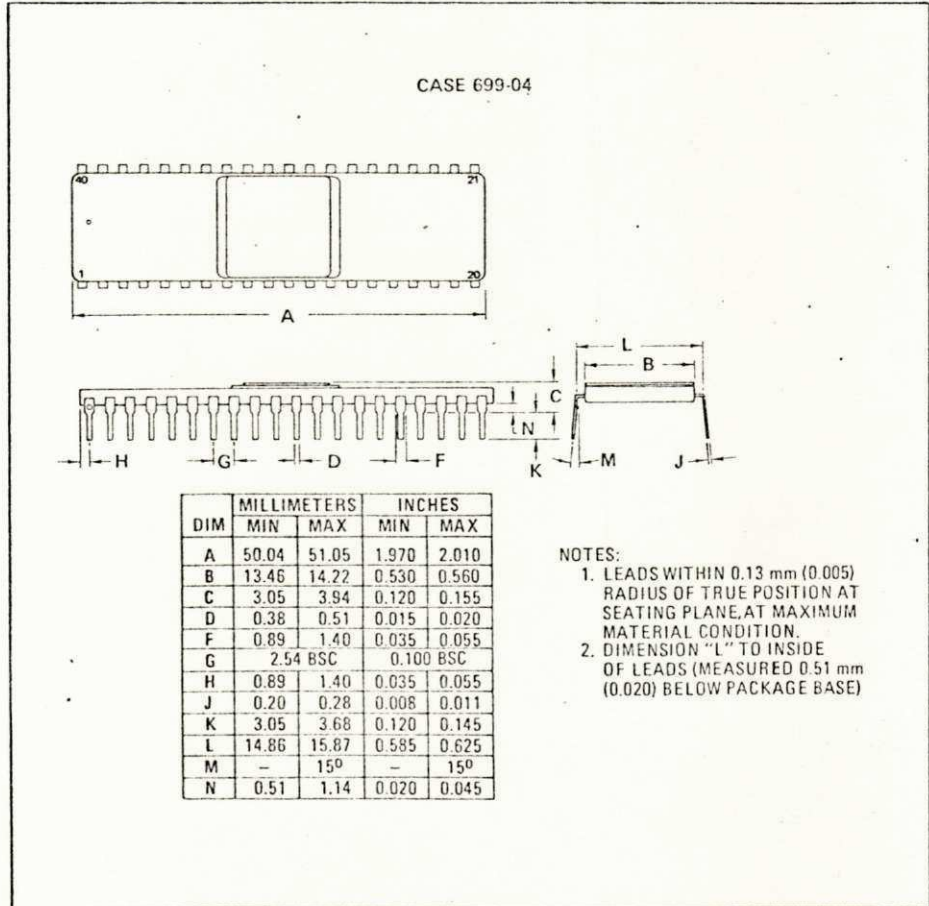 CASE 699-04
40 21
1 20
A
L
B
C
N
H G D F K M J
MILLIMETERS INCHES
DIM MIN MAX MIN MAX
A 50.04 51.05 1.970 2.010
B 13.46 14.22 0.530 0.560
C 3.05 3.94 0.120 0.155
D 0.38 0.51 0.015 0.020
F 0.89 1.40 0.035 0.055
G 2.54 BSC 0.100 BSC
H 0.89 1.40 0.035 0.055
J 0.20 0.28 0.008 0.011
K 3.05 3.68 0.120 0.145
L 14.86 15.87 0.585 0.625
M – 15º – 15º
N 0.51 1.14 0.020 0.045
NOTES:
1. LEADS WITHIN 0.13 mm (0.005)
RADIUS OF TRUE POSITION AT
SEATING PLANE, AT MAXIMUM
MATERIAL CONDITION.
2. DIMENSION "L" TO INSIDE
OF LEADS (MEASURED 0.51 mm
(0.020) BELOW PACKAGE BASE)